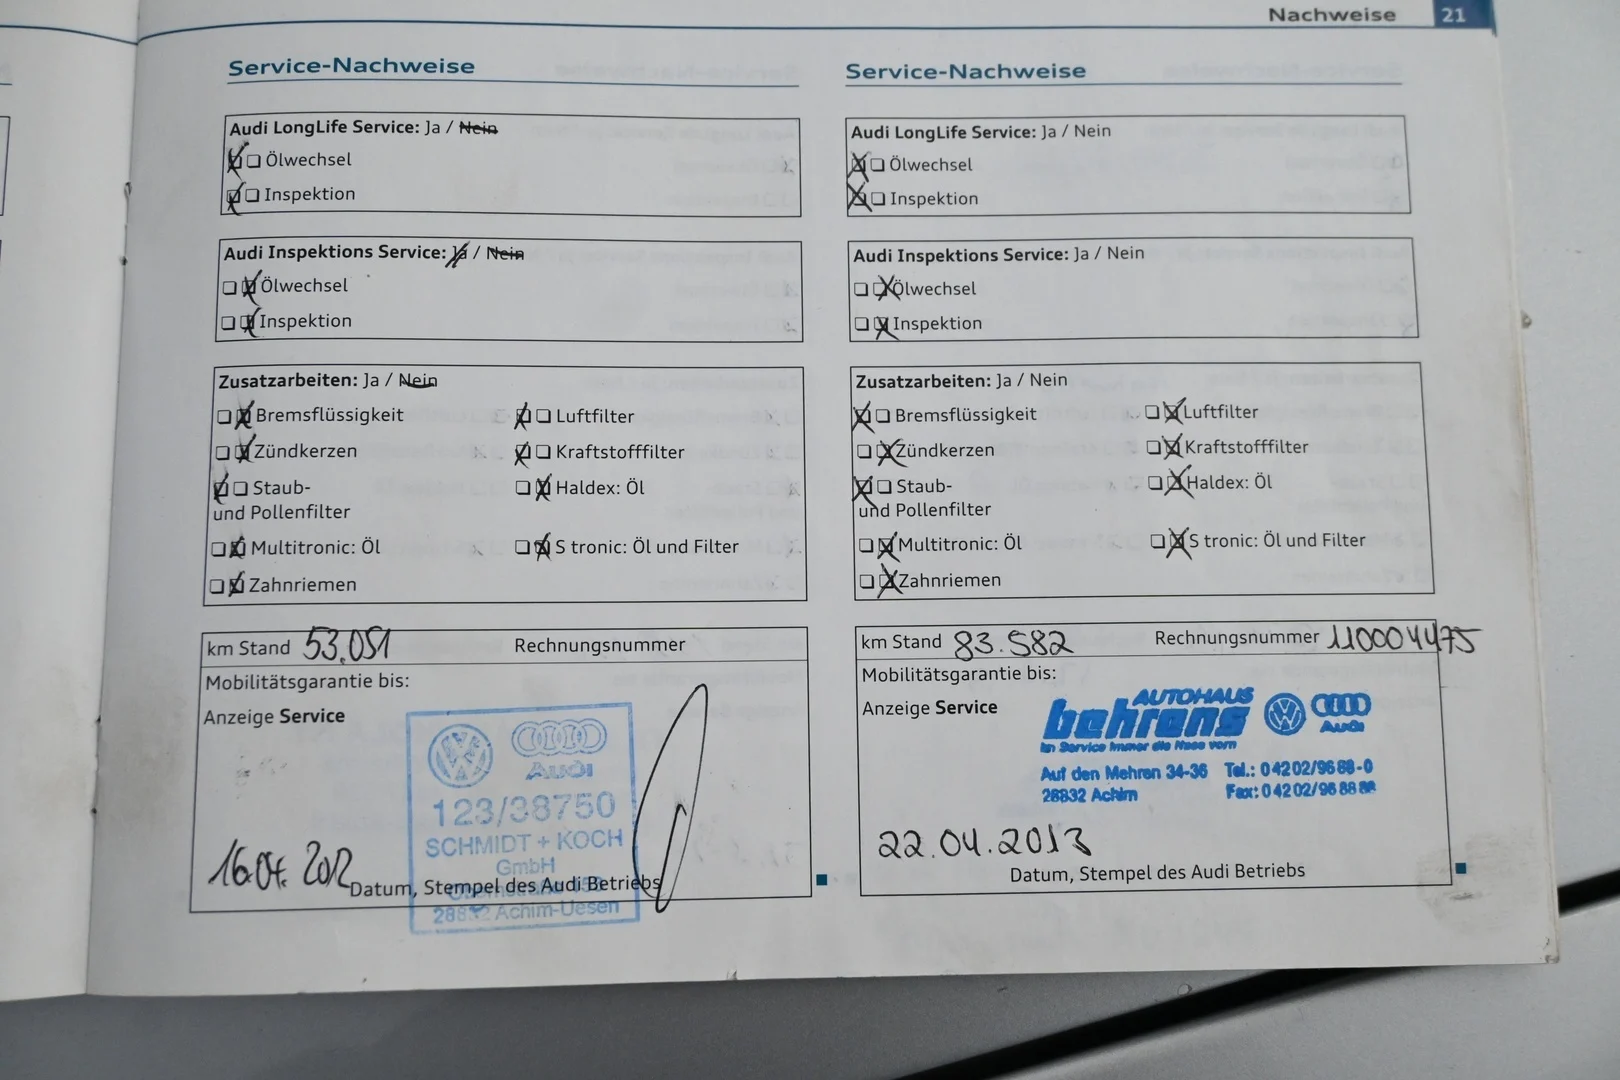 Nachweise 21
Service-Nachweise
Audi LongLife Service: Ja / Nein
Ölwechsel
Inspektion
Audi Inspektions Service: Ja / Nein
Ölwechsel
Inspektion
Zusatzarbeiten: Ja / Nein
Bremsflüssigkeit Luftfilter
Zündkerzen Kraftstofffilter
Staub- Haldex: Öl
und Pollenfilter
Multitronic: Öl S tronic: Öl und Filter
Zahnriemen
km Stand 53.051 Rechnungsnummer
Mobilitätsgarantie bis:
Anzeige Service
Audi
123/38750
SCHMIDT + KOCH
GmbH
16.04. 2012 Datum, Stempel des Audi Betriebs
28832 Achim-Uesen
Service-Nachweise
Audi LongLife Service: Ja / Nein
Ölwechsel
Inspektion
Audi Inspektions Service: Ja / Nein
Ölwechsel
Inspektion
Zusatzarbeiten: Ja / Nein
Bremsflüssigkeit Luftfilter
Zündkerzen Kraftstofffilter
Staub- Haldex: Öl
und Pollenfilter
Multitronic: Öl S tronic: Öl und Filter
Zahnriemen
km Stand 83.582 Rechnungsnummer 110004475
Mobilitätsgarantie bis:
Anzeige Service
AUTOHAUS
behrens
Audi
Im Service immer die Nase vorn
Auf den Mehren 34-36 Tel.: 04202/9688-0
28832 Achim Fax: 04202/968888
22.04.2013
Datum, Stempel des Audi Betriebs